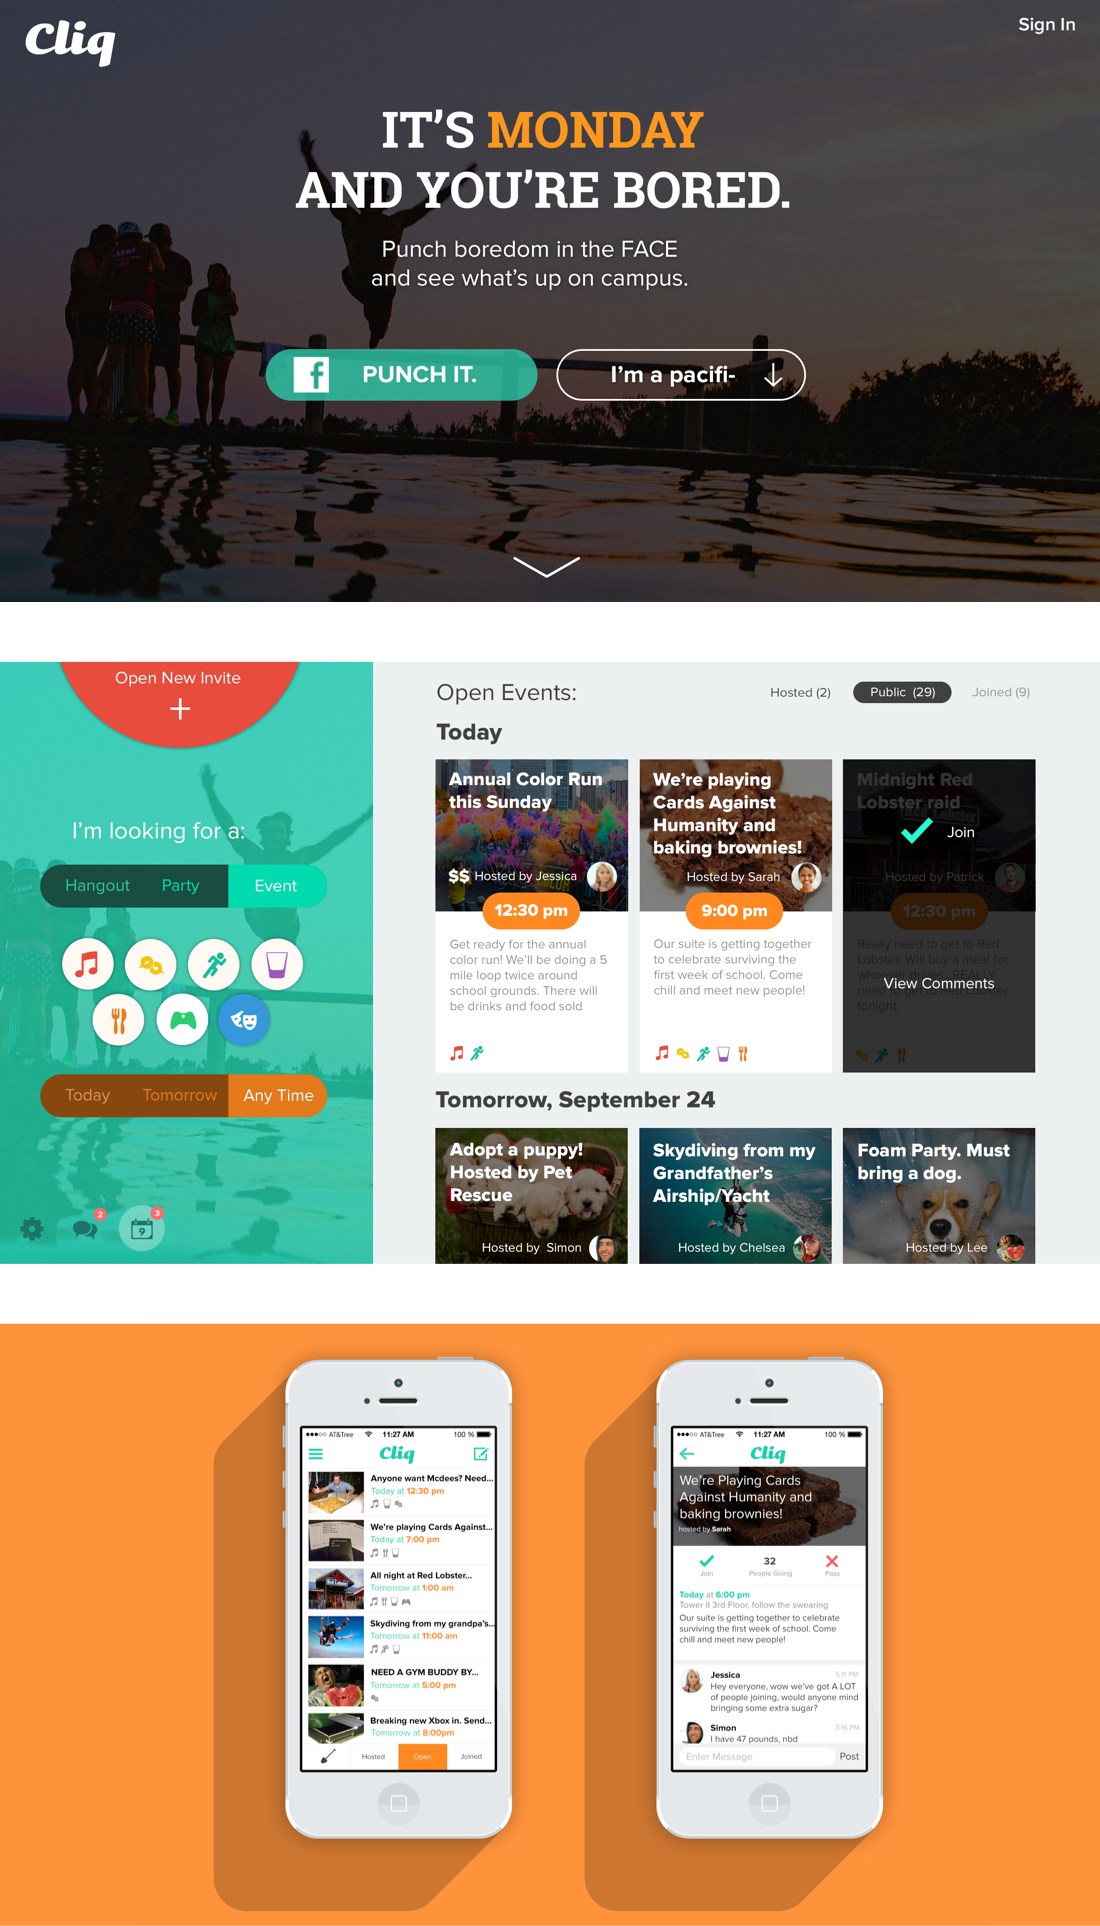 Cliq
Sign In
IT'S MONDAY
AND YOU'RE BORED.
Punch boredom in the FACE
and see what's up on campus.
f PUNCH IT.
I'm a pacifi-
Open New Invite
+
I'm looking for a:
Hangout Party Event
Today Tomorrow Any Time
2
9
3
Open Events:
Hosted (2) Public (29) Joined (9)
Today
Annual Color Run
this Sunday
$$ Hosted by Jessica
12:30 pm
Get ready for the annual
color run! We'll be doing a 5
mile loop twice around
school grounds. There will
be drinks and food sold
We're playing
Cards Against
Humanity and
baking brownies!
Hosted by Sarah
9:00 pm
Our suite is getting together
to celebrate surviving the
first week of school. Come
chill and meet new people!
Midnight Red
Lobster raid
Join
Hosted by Patrick
12:30 pm
Really need to get to Red
Lobster. Will buy a meal for
whoever drives. REALLY
need to get to Red Lobster
tonight.
View Comments
Tomorrow, September 24
Adopt a puppy!
Hosted by Pet
Rescue
Hosted by Simon
Skydiving from my
Grandfather's
Airship/Yacht
Hosted by Chelsea
Foam Party. Must
bring a dog.
Hosted by Lee
AT&Tree 11:27 AM 100 %
Cliq
Anyone want Mcdees? Need...
Today at 12:30 pm
We're playing Cards Against...
Today at 7:00 pm
All night at Red Lobster...
Tomorrow at 1:00 am
Skydiving from my grandpa's...
Tomorrow at 11:00 am
NEED A GYM BUDDY BY...
Tomorrow at 5:00 pm
Breaking new Xbox in. Send...
Tomorrow at 8:00pm
Hosted Open Joined
AT&Tree 11:27 AM 100 %
Cliq
We're Playing Cards
Against Humanity and
baking brownies!
hosted by Sarah
32
Join People Going Pass
Today at 6:00 pm
Tower II 3rd Floor, follow the swearing
Our suite is getting together to celebrate
surviving the first week of school. Come
chill and meet new people!
Jessica 5:11 PM
Hey everyone, wow we've got A LOT
of people joining, would anyone mind
bringing some extra sugar?
Simon 3:16 PM
I have 47 pounds, nbd
Enter Message Post